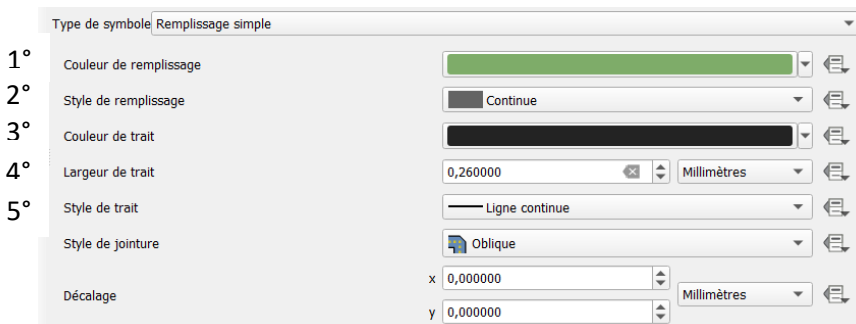 Type de symbole Remplissage simple
1° Couleur de remplissage
2° Style de remplissage Continue
3° Couleur de trait
4° Largeur de trait 0,260000 Millimètres
5° Style de trait Ligne continue
Style de jointure Oblique
x 0,000000
Décalage Millimètres
y 0,000000